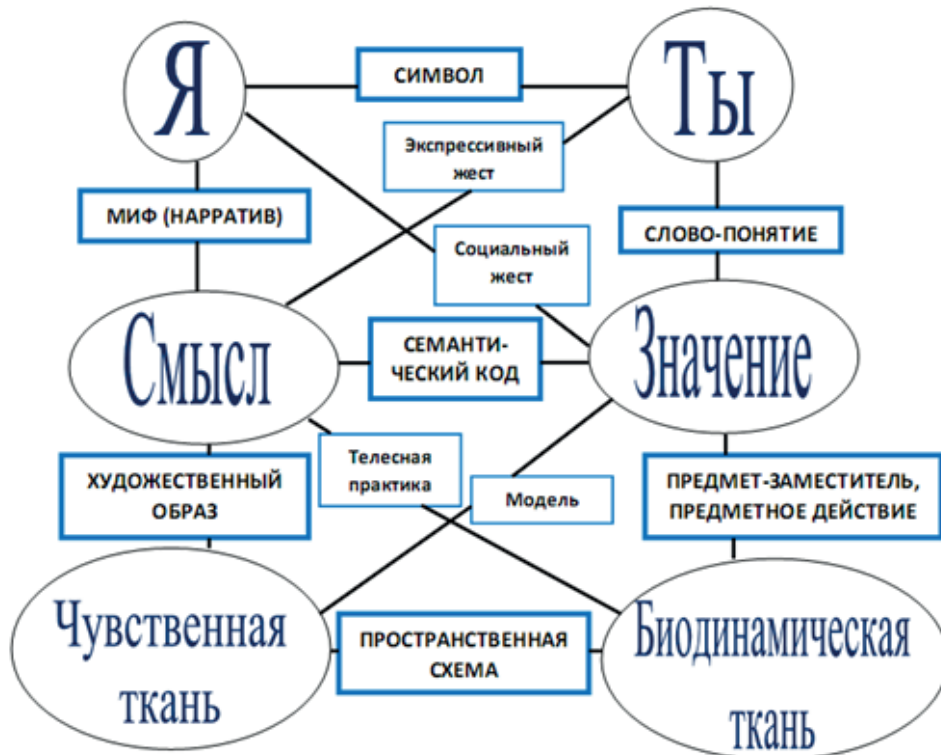 Я
СИМВОЛ
Ты
Экспрессивный
жест
МИФ (НАРРАТИВ)
СЛОВО-ПОНЯТИЕ
Социальный
жест
Смысл
СЕМАНТИ-
ЧЕСКИЙ КОД
Значение
Телесная
практика
Модель
ХУДОЖЕСТВЕННЫЙ
ОБРАЗ
ПРЕДМЕТ-ЗАМЕСТИТЕЛЬ,
ПРЕДМЕТНОЕ ДЕЙСТВИЕ
Чувственная
ткань
ПРОСТРАНСТВЕННАЯ
СХЕМА
Биодинамическая
ткань